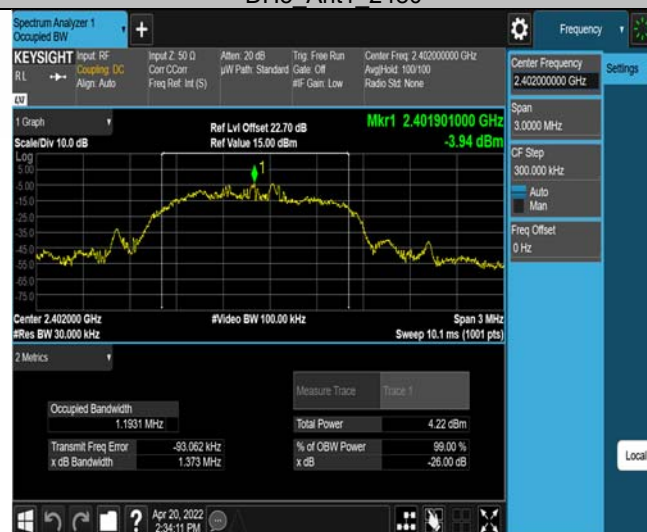 Spectrum Analyzer 1
Occupied BW
+
Frequency
KEYSIGHT
Input: RF
Coupling: DC
Align: Auto
RL
Input Z: 50 Ω
Corr CCorr
Freq Ref: Int (S)
Atten: 20 dB
µW Path: Standard
Trig: Free Run
Gate: Off
#IF Gain: Low
Center Freq: 2.402000000 GHz
Avg|Hold: 100/100
Radio Std: None
Center Frequency
2.402000000 GHz
Settings
Span
3.0000 MHz
CF Step
300.000 kHz
Auto
Man
Freq Offset
0 Hz
1 Graph
Scale/Div 10.0 dB
Ref Lvl Offset 22.70 dB
Ref Value 15.00 dBm
Mkr1 2.401901000 GHz
-3.94 dBm
Log
5.00
-5.00
-15.0
-25.0
-35.0
-45.0
-55.0
-65.0
-75.0
1
Center 2.402000 GHz
#Res BW 30.000 kHz
#Video BW 100.00 kHz
Span 3 MHz
Sweep 10.1 ms (1001 pts)
2 Metrics
Measure Trace
Trace 1
Occupied Bandwidth
1.1931 MHz
Total Power
4.22 dBm
Transmit Freq Error
-93.062 kHz
% of OBW Power
99.00 %
x dB Bandwidth
1.373 MHz
x dB
-26.00 dB
Local
?
Apr 20, 2022
2:34:11 PM